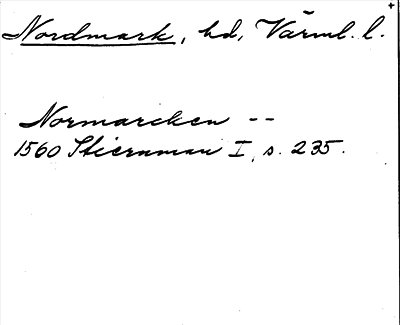 Nordmark, hd, Värml. l.
Normarcken --
1560 Stiernman I, s. 235.